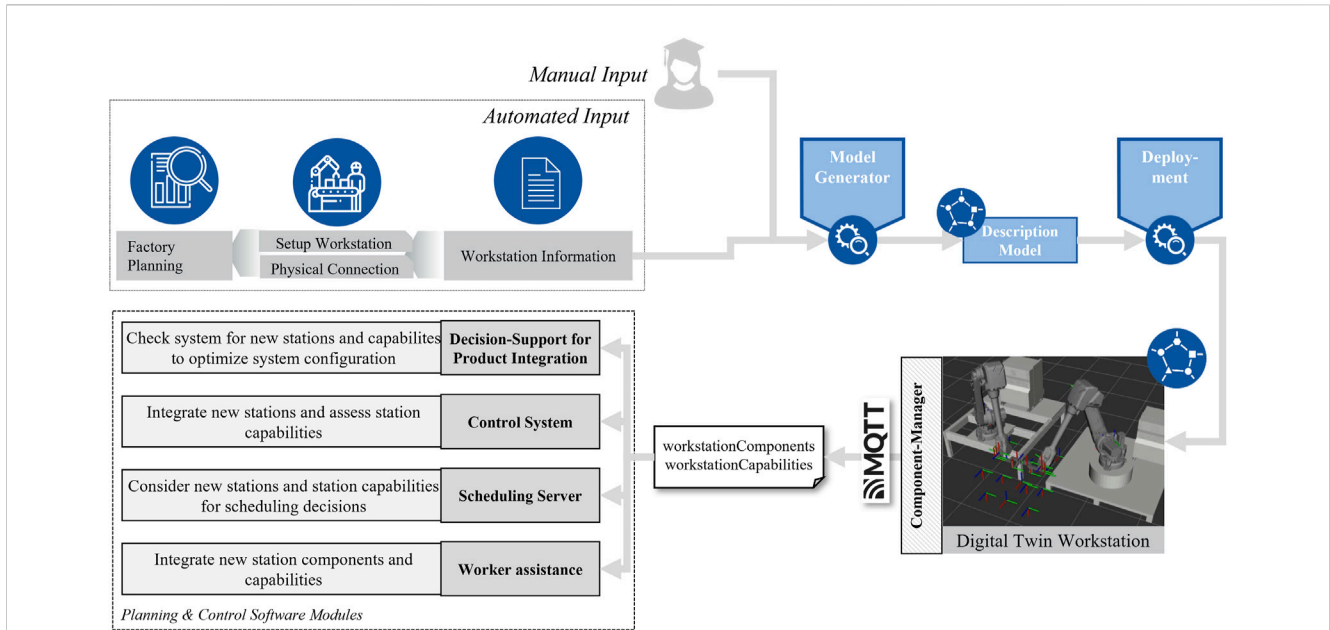 Manual Input
Automated Input
Factory
Planning
Setup Workstation
Physical Connection
Workstation Information
Model
Generator
Description
Model
Deploy-
ment
Check system for new stations and capabilites
to optimize system configuration
Decision-Support for
Product Integration
Integrate new stations and assess station
capabilities
Control System
Consider new stations and station capabilities
for scheduling decisions
Scheduling Server
Integrate new station components and
capabilities
Worker assistance
Planning & Control Software Modules
workstationComponents
workstationCapabilities
MQTT
Component-Manager
Digital Twin Workstation